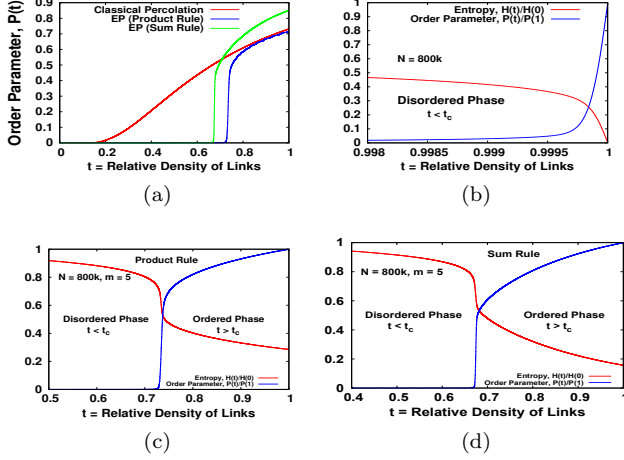 Order Parameter, P(t)
0.9
0.8
0.7
0.6
0.5
0.4
0.3
0.2
0.1
0
Classical Percolation
EP (Product Rule)
EP (Sum Rule)
0 0.2 0.4 0.6 0.8 1
t = Relative Density of Links
(a)
1
0.9
0.8
0.7
0.6
0.5
0.4
0.3
0.2
0.1
0
Entropy, H(t)/H(0)
Order Parameter, P(t)/P(1)
N = 800k
Disordered Phase
t < tc
0.998 0.9985 0.999 0.9995 1
t = Relative Density of Links
(b)
1
0.8
0.6
0.4
0.2
0
Product Rule
N = 800k, m = 5
Disordered Phase
t < tc
Ordered Phase
t > tc
Entropy, H(t)/H(0)
Order Parameter, P(t)/P(1)
0.5 0.6 0.7 0.8 0.9 1
t = Relative Density of Links
(c)
1
0.8
0.6
0.4
0.2
0
Sum Rule
N = 800k, m = 5
Disordered Phase
t < tc
Ordered Phase
t > tc
Entropy, H(t)/H(0)
Order Parameter, P(t)/P(1)
0.4 0.5 0.6 0.7 0.8 0.9 1
t = Relative Density of Links
(d)